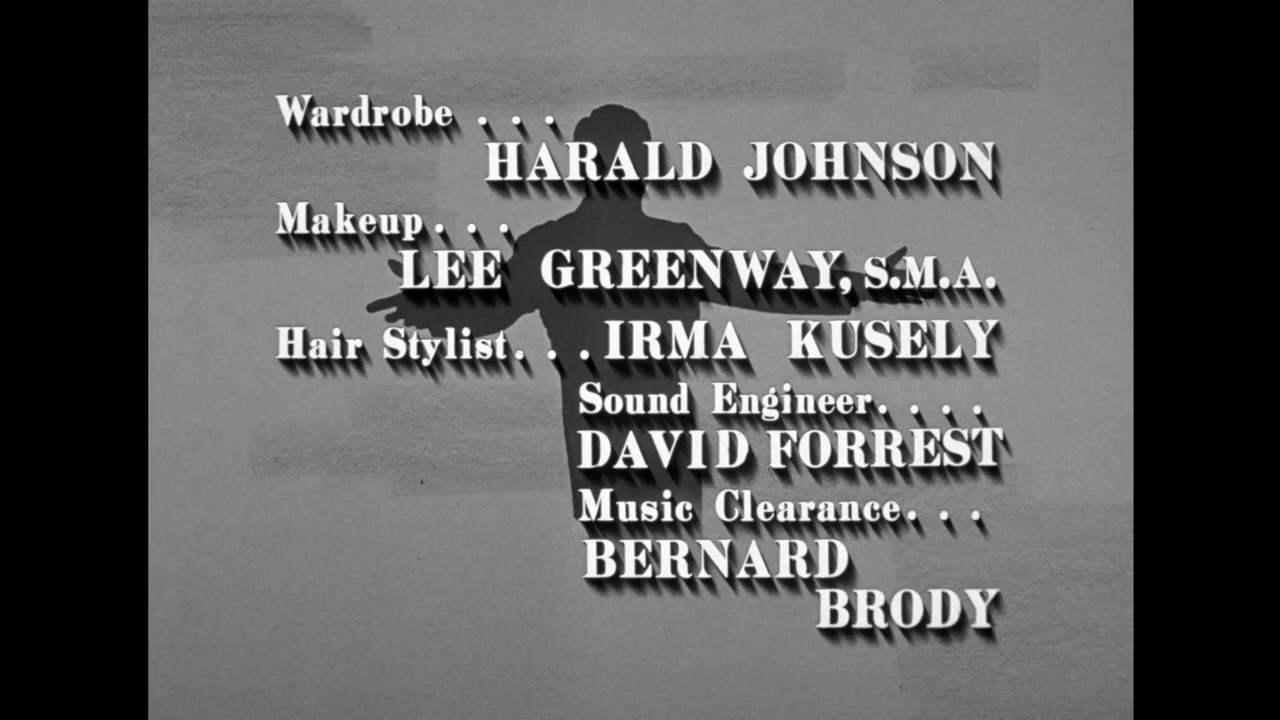 Wardrobe . . .
HARALD JOHNSON
Makeup. . .
LEE GREENWAY, S.M.A.
Hair Stylist. . . IRMA KUSELY
Sound Engineer. . . .
DAVID FORREST
Music Clearance. . .
BERNARD
BRODY